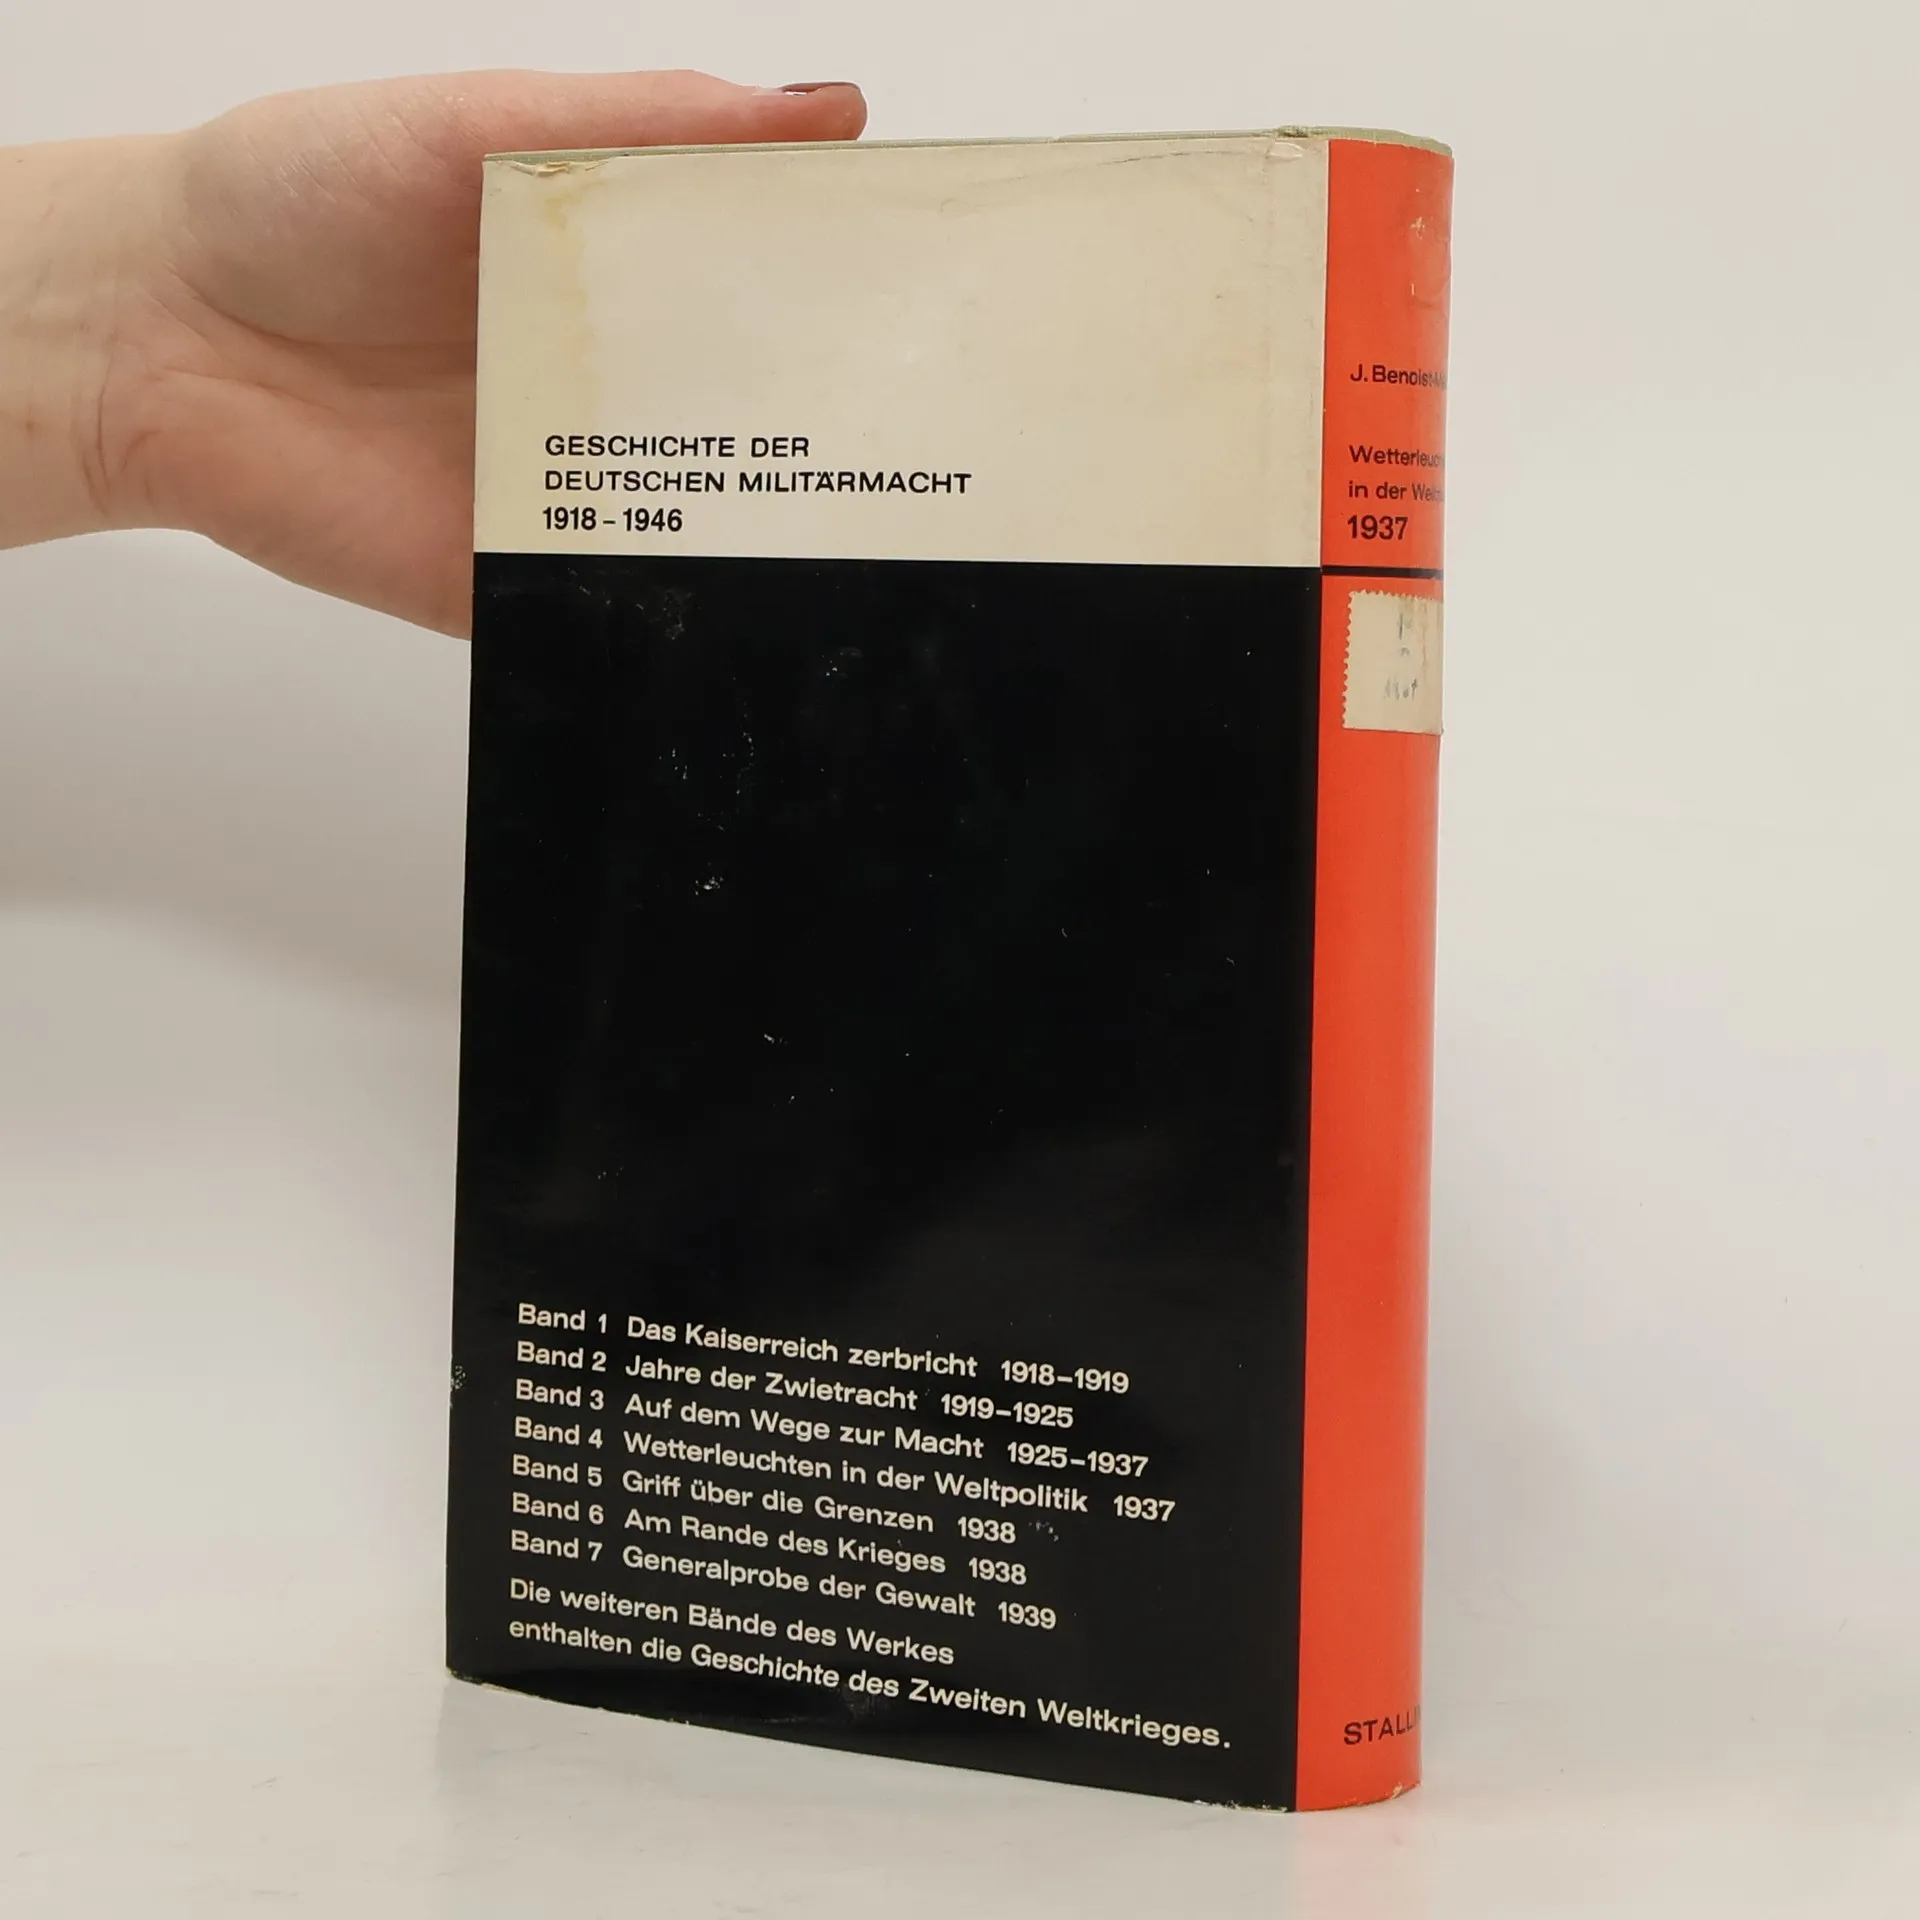 GESCHICHTE DER
DEUTSCHEN MILITÄRMACHT
1918 – 1946
Band 1 Das Kaiserreich zerbricht 1918–1919
Band 2 Jahre der Zwietracht 1919–1925
Band 3 Auf dem Wege zur Macht 1925–1937
Band 4 Wetterleuchten in der Weltpolitik 1937
Band 5 Griff über die Grenzen 1938
Band 6 Am Rande des Krieges 1938
Band 7 Generalprobe der Gewalt 1939
Die weiteren Bände des Werkes
enthalten die Geschichte des Zweiten Weltkrieges.
J. Benoist-
Wetterleuc
in der Welt
1937
STALLI